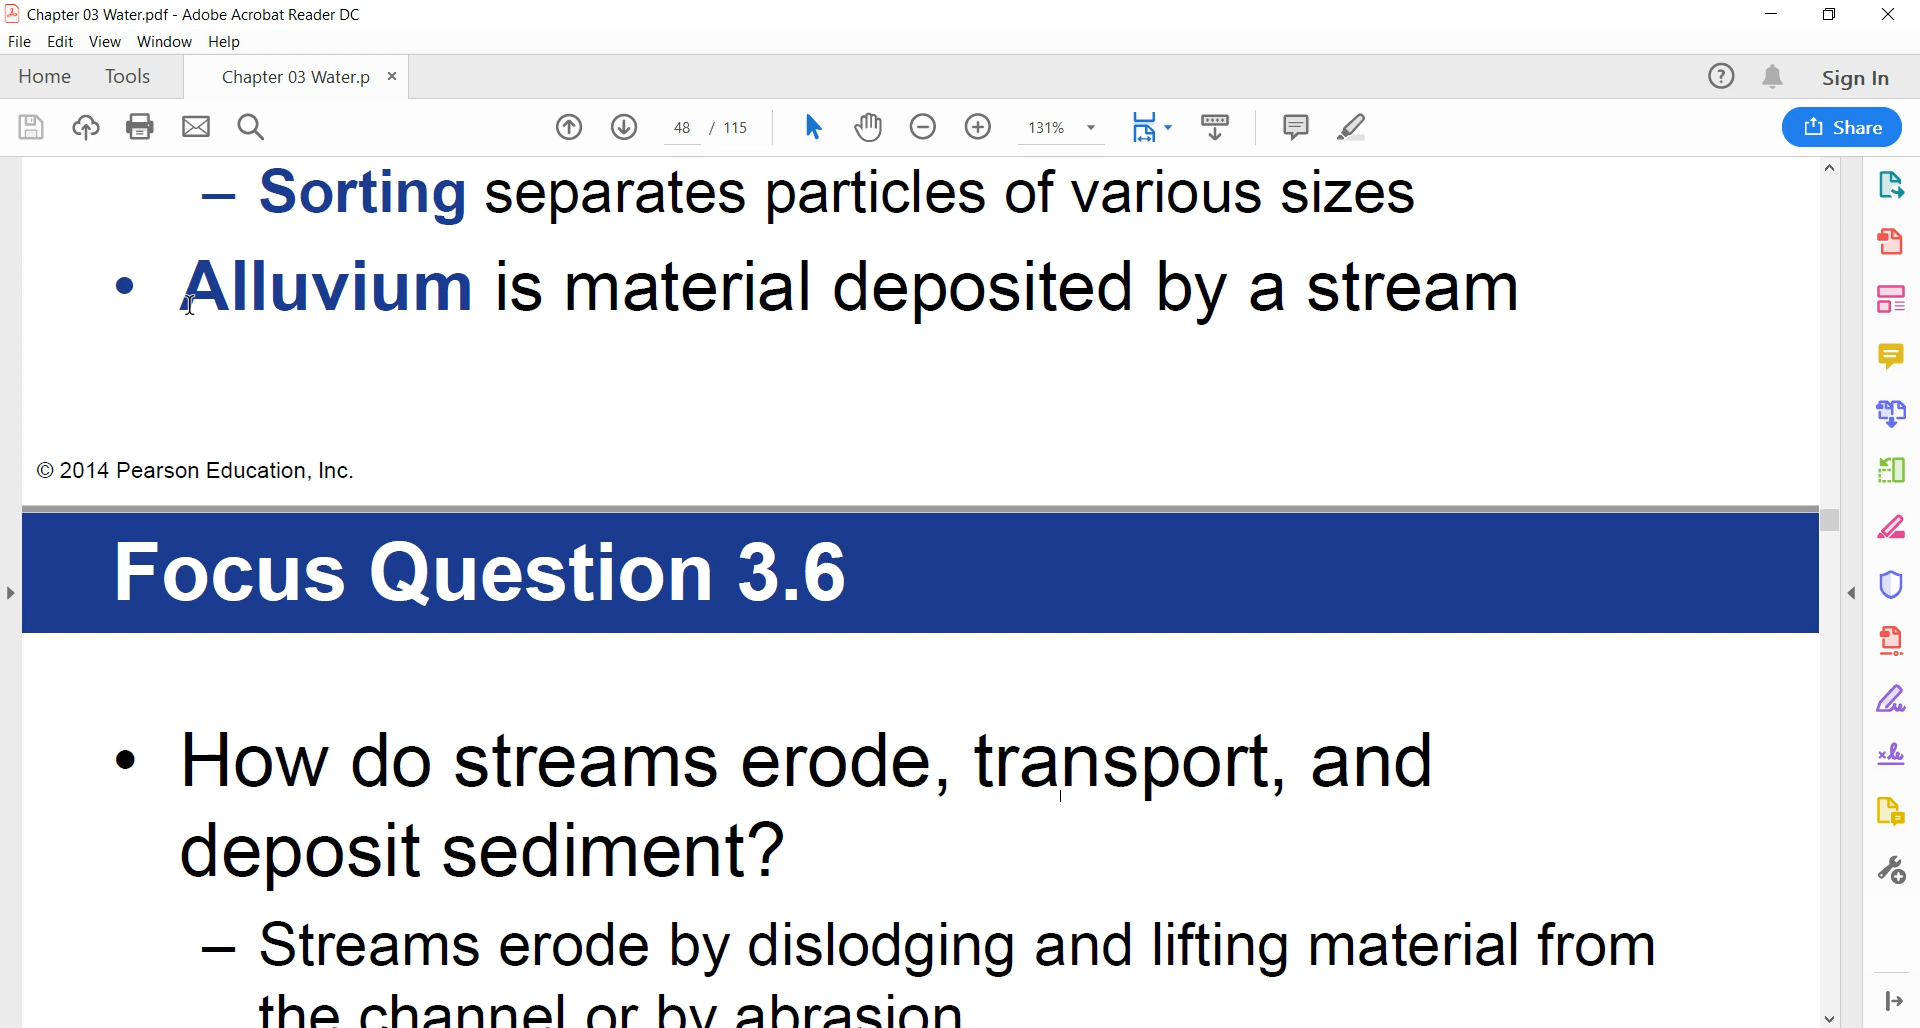 Chapter 03 Water.pdf - Adobe Acrobat Reader DC
File Edit View Window Help
Home Tools Chapter 03 Water.p × Sign In
48 / 115 131% Share
– Sorting separates particles of various sizes
• Alluvium is material deposited by a stream
© 2014 Pearson Education, Inc.
Focus Question 3.6
• How do streams erode, transport, and
deposit sediment?
– Streams erode by dislodging and lifting material from
the channel or by abrasion